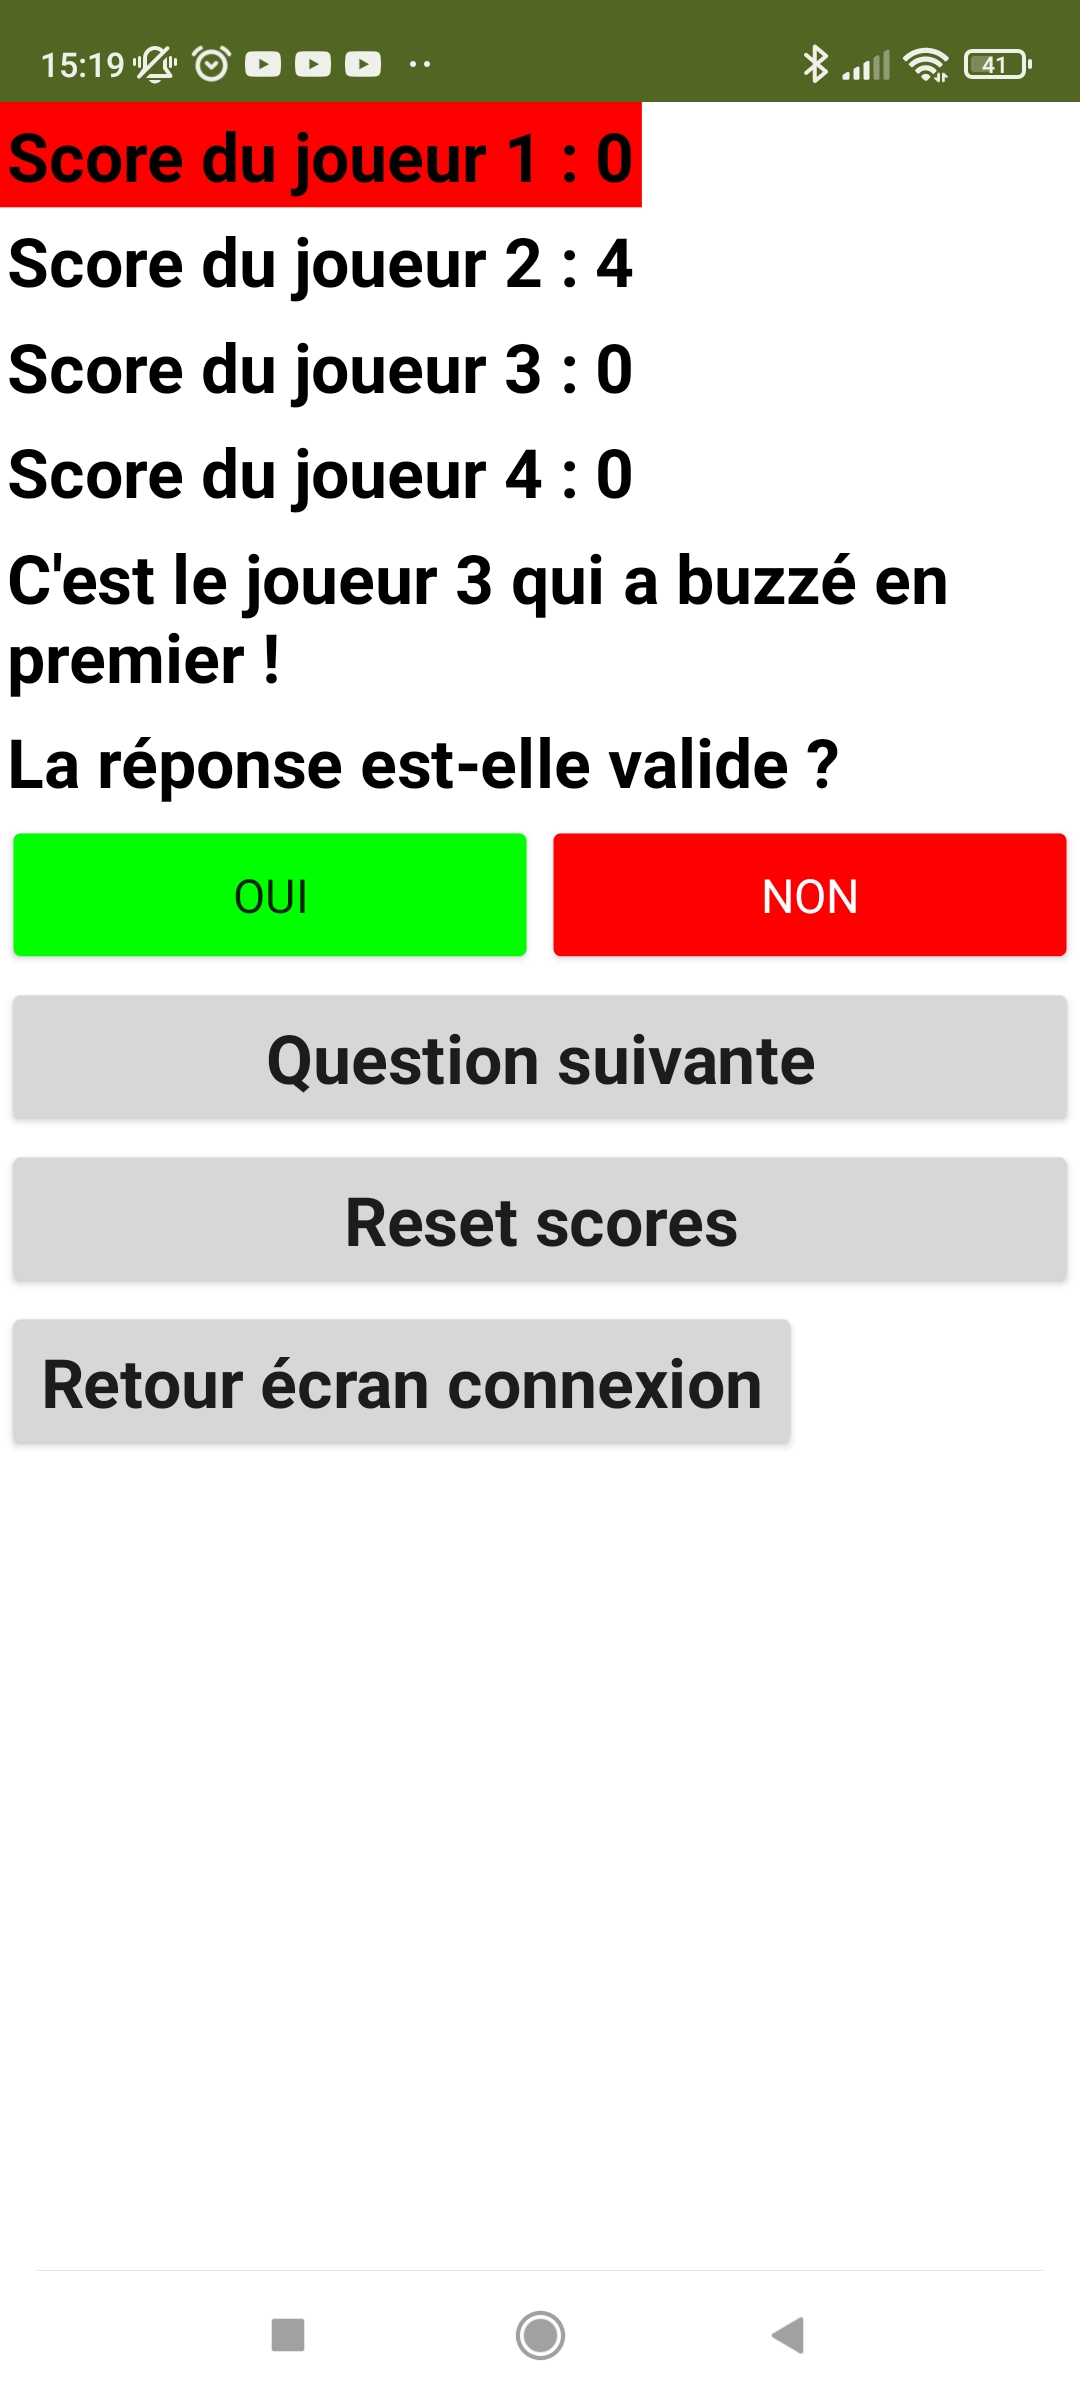 15:19
41
Score du joueur 1 : 0
Score du joueur 2 : 4
Score du joueur 3 : 0
Score du joueur 4 : 0
C'est le joueur 3 qui a buzzé en
premier !
La réponse est-elle valide ?
OUI
NON
Question suivante
Reset scores
Retour écran connexion